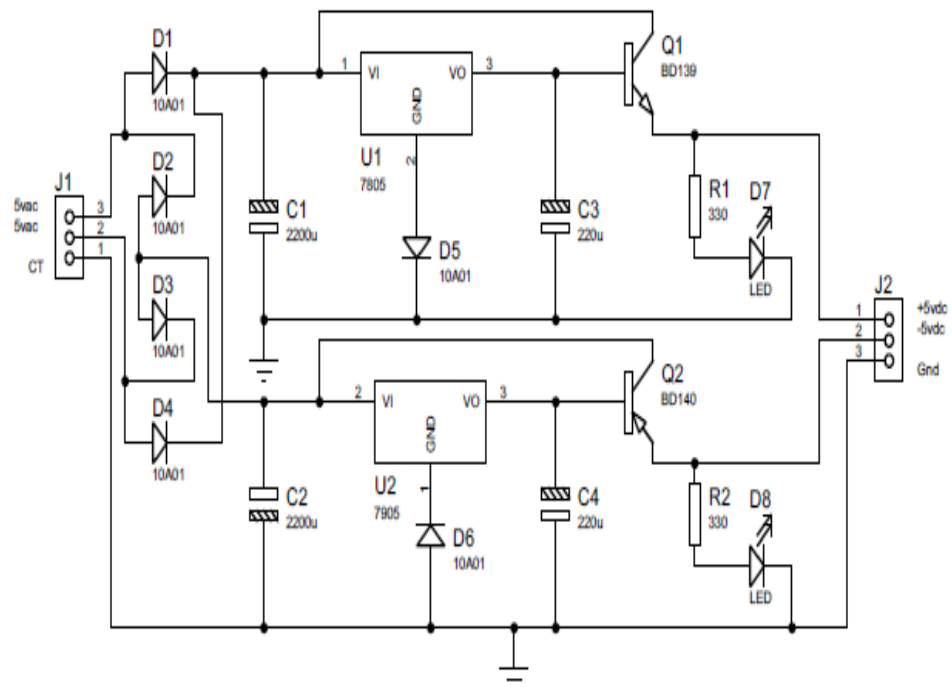 D1
10A01
D2
10A01
J1
5vac
5vac
CT
3
2
1
D3
10A01
D4
10A01
C1
2200u
1
VI
VO
GND
3
2
U1
7805
D5
10A01
C3
220u
Q1
BD139
R1
330
D7
LED
J2
1
2
3
+5vdc
-5vdc
Gnd
C2
2200u
2
VI
VO
GND
3
1
U2
7905
D6
10A01
C4
220u
Q2
BD140
R2
330
D8
LED